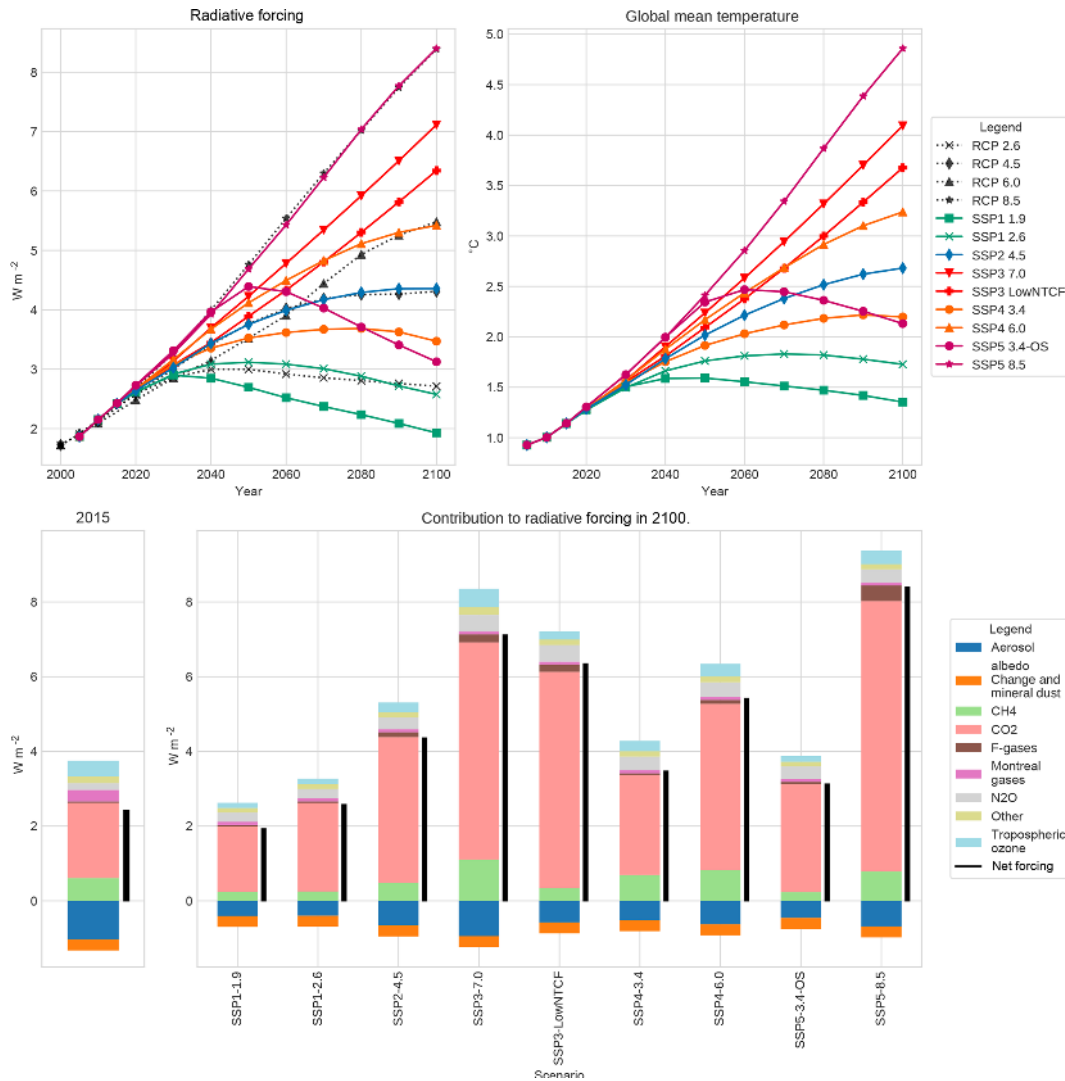 Radiative forcing
Global mean temperature
8
7
6
5
4
3
2
W m⁻²
2000
2020
2040
2060
2080
2100
Year
5.0
4.5
4.0
3.5
3.0
2.5
2.0
1.5
1.0
°C
2020
2040
2060
2080
2100
Year
Legend
RCP 2.6
RCP 4.5
RCP 6.0
RCP 8.5
SSP1 1.9
SSP1 2.6
SSP2 4.5
SSP3 7.0
SSP3 LowNTCF
SSP4 3.4
SSP4 6.0
SSP5 3.4-OS
SSP5 8.5
2015
Contribution to radiative forcing in 2100.
8
6
4
2
0
W m⁻²
8
6
4
2
0
W m⁻²
SSP1-1.9
SSP1-2.6
SSP2-4.5
SSP3-7.0
SSP3-LowNTCF
SSP4-3.4
SSP4-6.0
SSP5-3.4-OS
SSP5-8.5
Scenario
Legend
Aerosol
albedo
Change and
mineral dust
CH4
CO2
F-gases
Montreal
gases
N2O
Other
Tropospheric
ozone
Net forcing